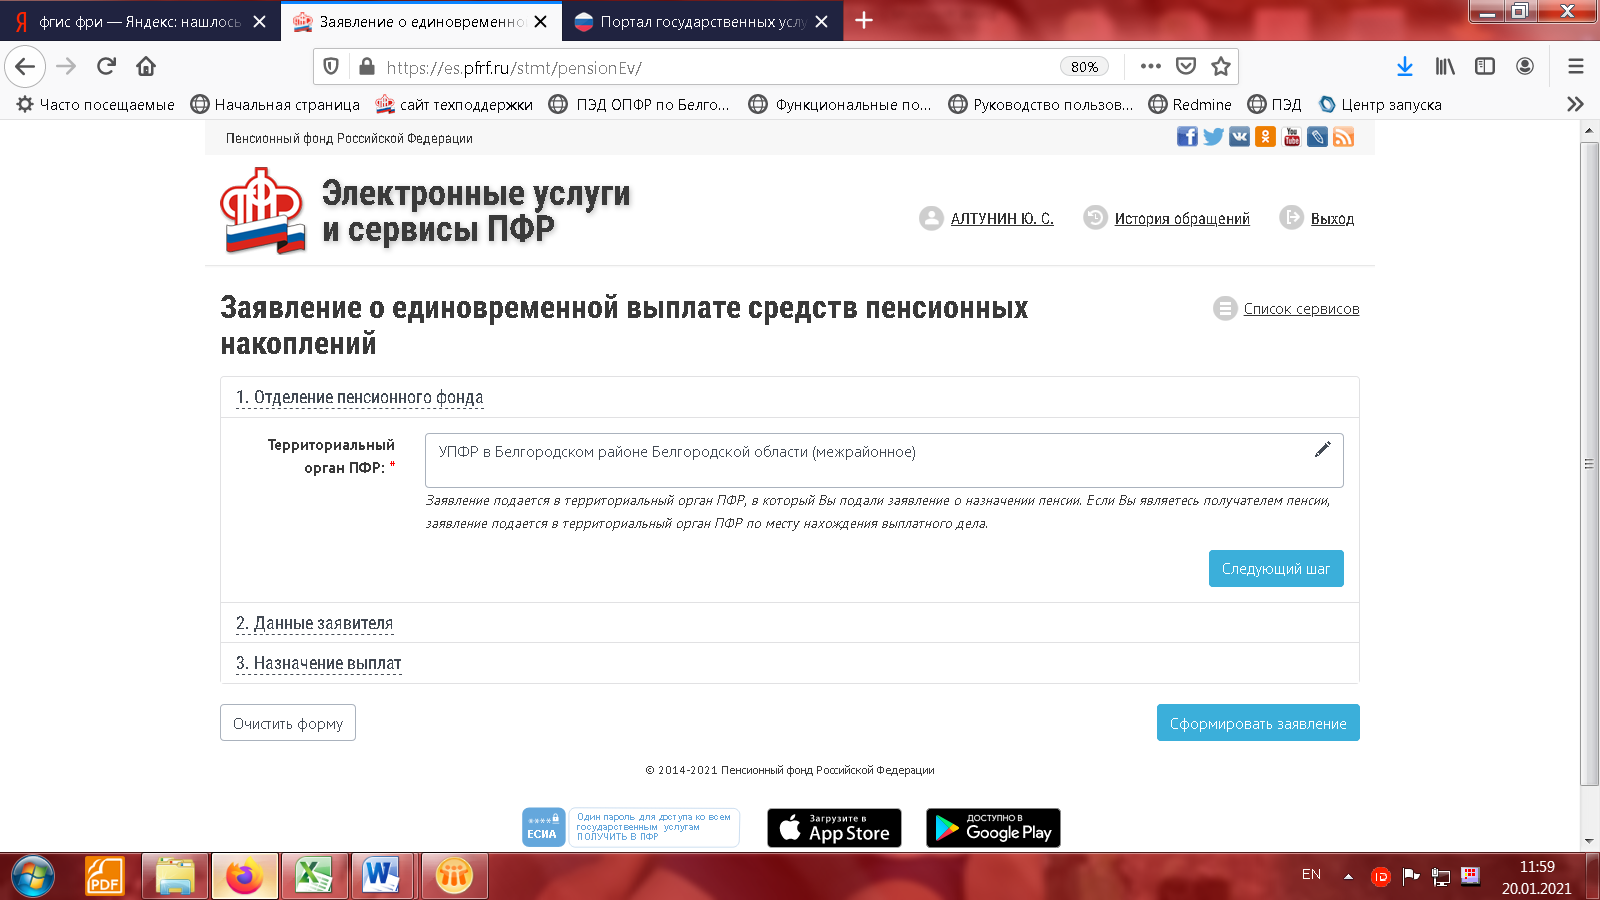 фгис фри — Яндекс: нашлось
Заявление о единовременно
Портал государственных услу
https://es.pfrf.ru/stmt/pensionEv/
80%
Часто посещаемые
Начальная страница
сайт техподдержки
ПЭД ОПФР по Белго...
Функциональные по...
Руководство пользов...
Redmine
ПЭД
Центр запуска
Пенсионный фонд Российской Федерации
You Tube
Электронные услуги
и сервисы ПФР
АЛТУНИН Ю. С.
История обращений
Выход
Заявление о единовременной выплате средств пенсионных
накоплений
Список сервисов
1. Отделение пенсионного фонда
Территориальный
орган ПФР: *
УПФР в Белгородском районе Белгородской области (межрайонное)
Заявление подается в территориальный орган ПФР, в который Вы подали заявление о назначении пенсии. Если Вы являетесь получателем пенсии,
заявление подается в территориальный орган ПФР по месту нахождения выплатного дела.
Следующий шаг
2. Данные заявителя
3. Назначение выплат
Очистить форму
Сформировать заявление
© 2014-2021 Пенсионный фонд Российской Федерации
****
ЕСИА
Один пароль для доступа ко всем
государственным услугам
ПОЛУЧИТЬ В ПФР
Загрузите в
App Store
ДОСТУПНО В
Google Play
PDF
EN
11:59
20.01.2021